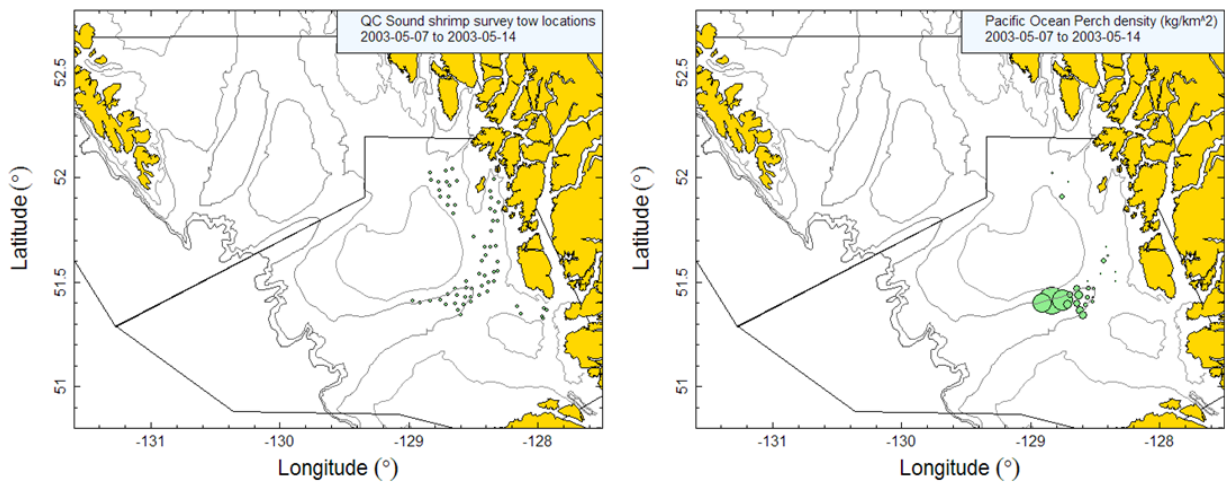 QC Sound shrimp survey tow locations
2003-05-07 to 2003-05-14
52.5
52
51.5
51
Latitude (°)
-131
-130
-129
-128
Longitude (°)
Pacific Ocean Perch density (kg/km^2)
2003-05-07 to 2003-05-14
52.5
52
51.5
51
Latitude (°)
-131
-130
-129
-128
Longitude (°)